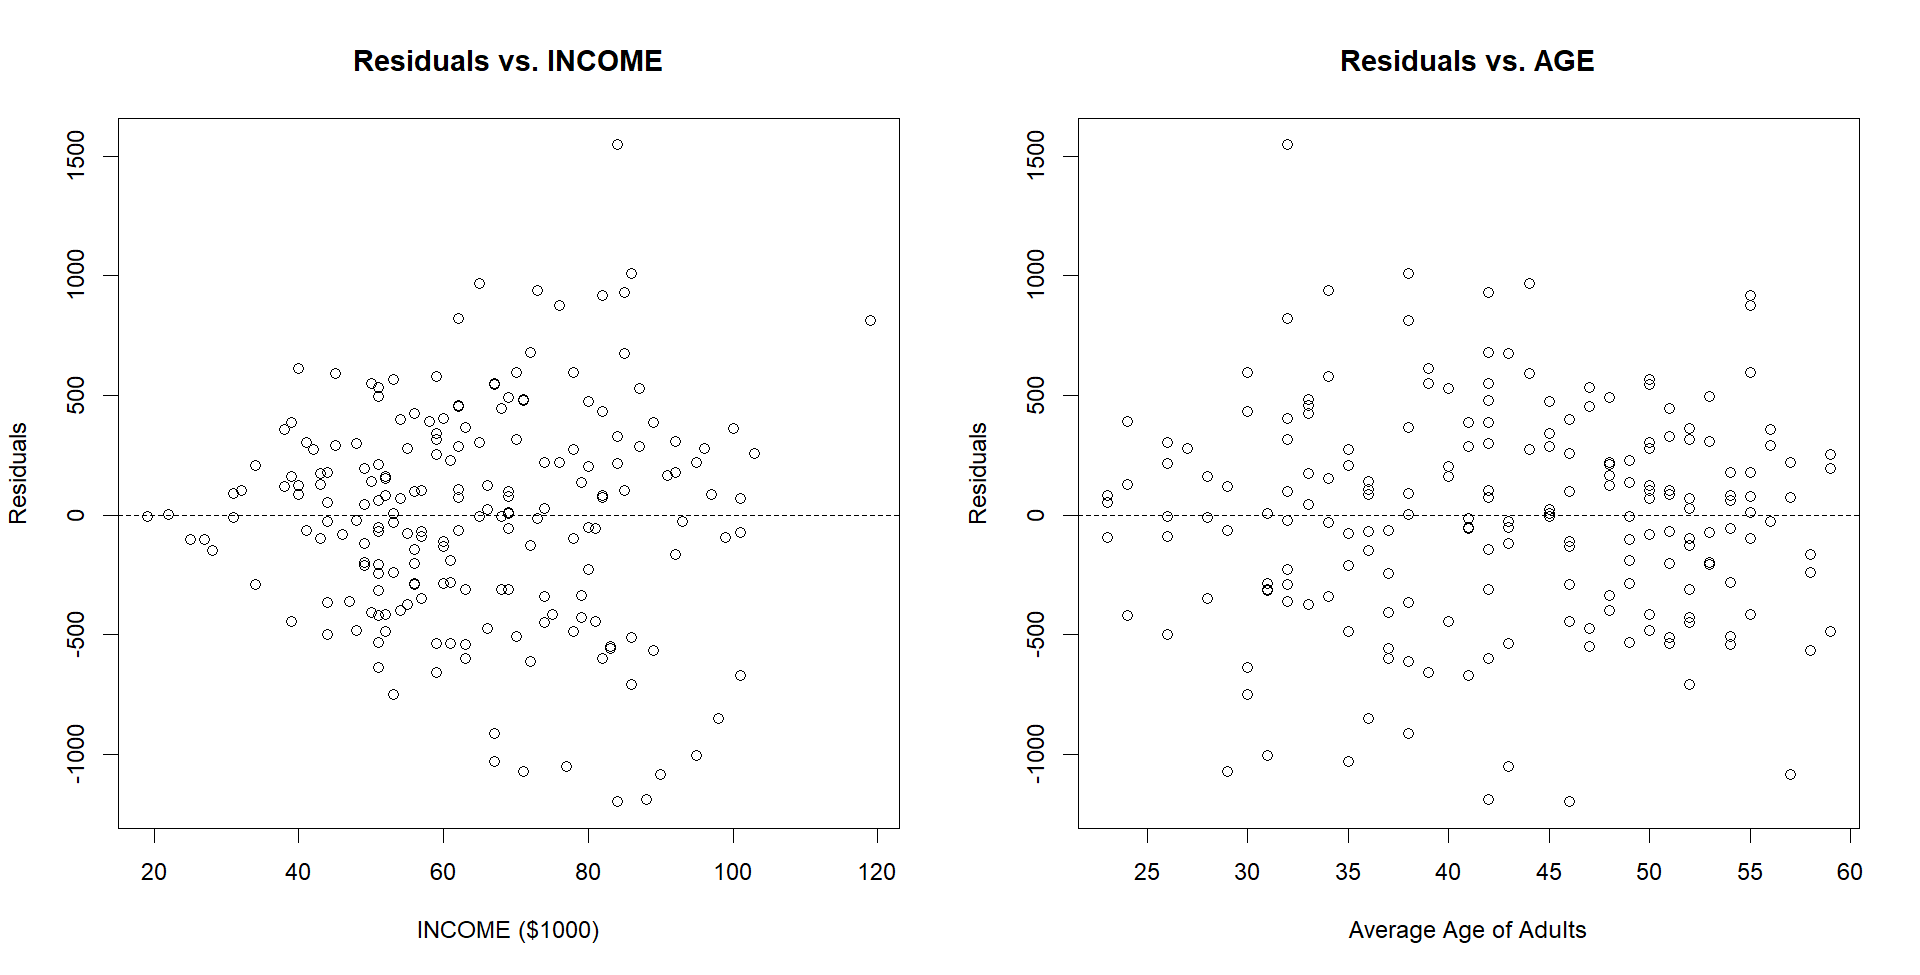 Residuals vs. INCOME
Residuals
1500
1000
500
0
-500
-1000
20 40 60 80 100 120
INCOME ($1000)
Residuals vs. AGE
Residuals
1500
1000
500
0
-500
-1000
25 30 35 40 45 50 55 60
Average Age of Adults